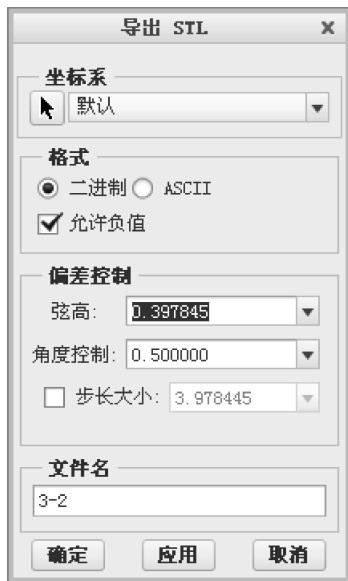 导出 STL
坐标系
默认
格式
二进制 ASCII
允许负值
偏差控制
弦高: 0.397845
角度控制: 0.500000
步长大小: 3.978445
文件名
3-2
确定 应用 取消